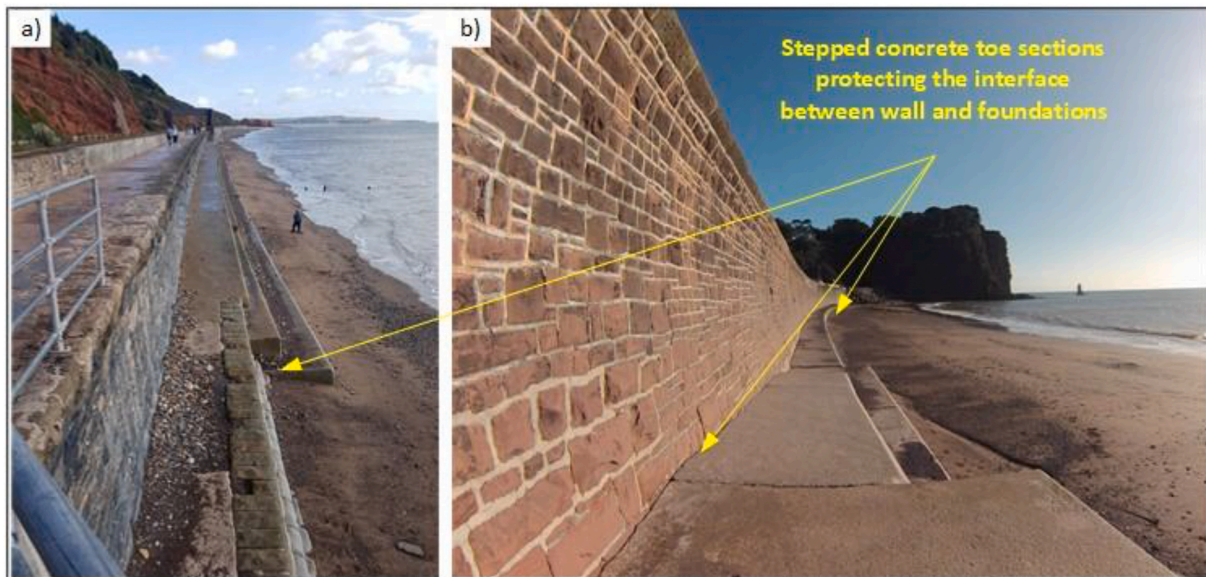 a)
b)
Stepped concrete toe sections
protecting the interface
between wall and foundations